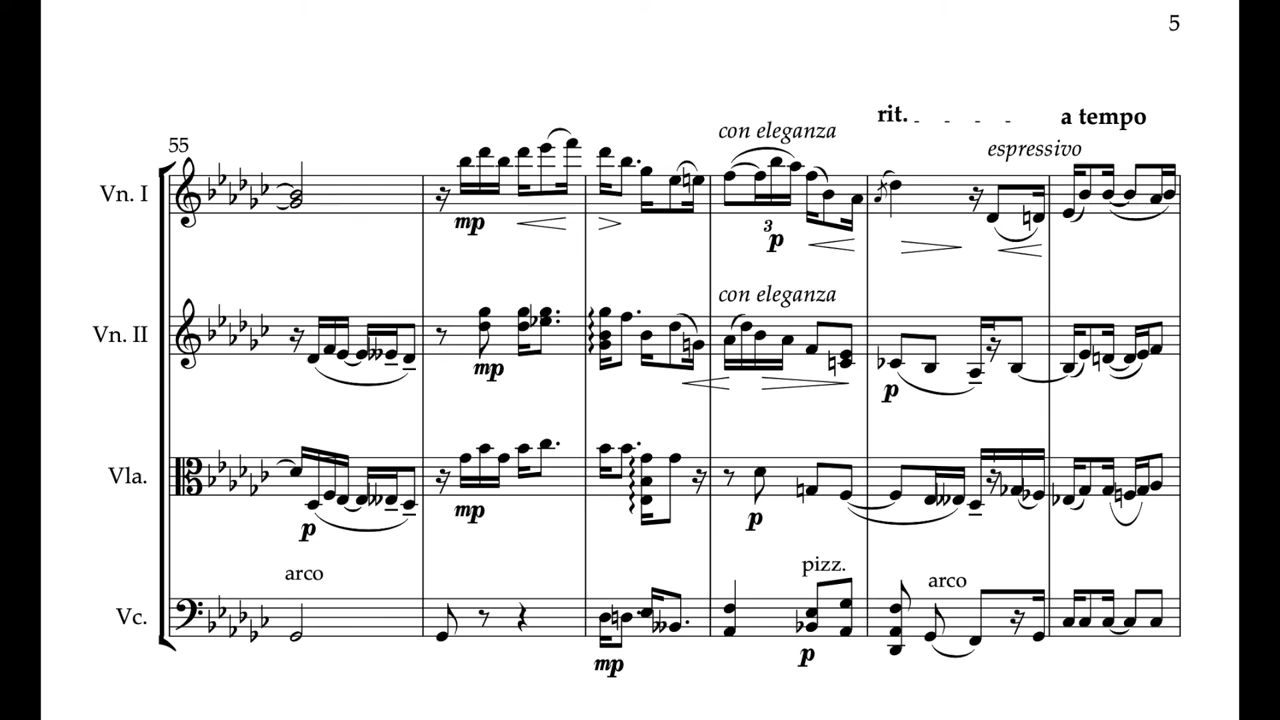 5
rit.
a tempo
con eleganza
espressivo
55
Vn. I
mp
3
p
con eleganza
Vn. II
mp
p
Vla.
mp
p
p
arco
pizz.
arco
Vc.
mp
p